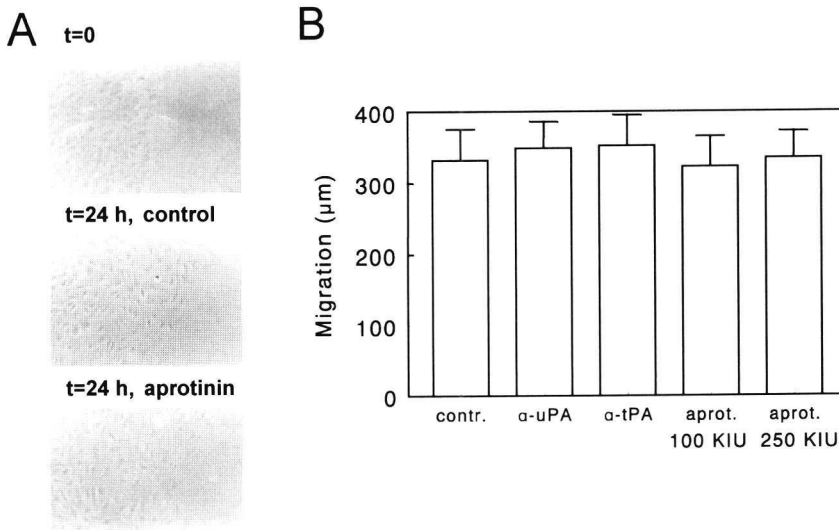 A
t=0
t=24 h, control
t=24 h, aprotinin
B
Migration (μm)
400
300
200
100
0
contr.
α-uPA
α-tPA
aprot.
100 KIU
aprot.
250 KIU